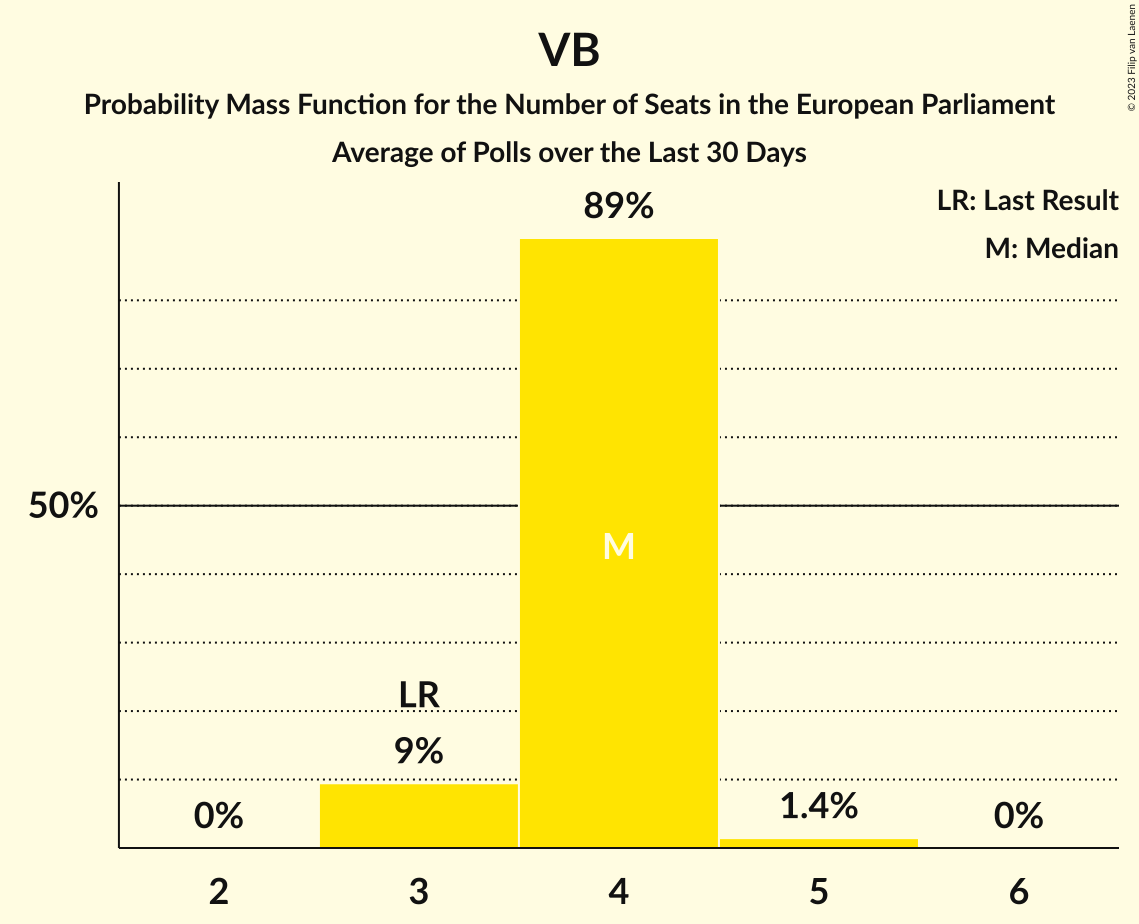 VB
Probability Mass Function for the Number of Seats in the European Parliament
Average of Polls over the Last 30 Days
© 2023 Filip van Laenen
LR: Last Result
M: Median
89%
50%
M
LR
9%
0%
1.4%
0%
2
3
4
5
6